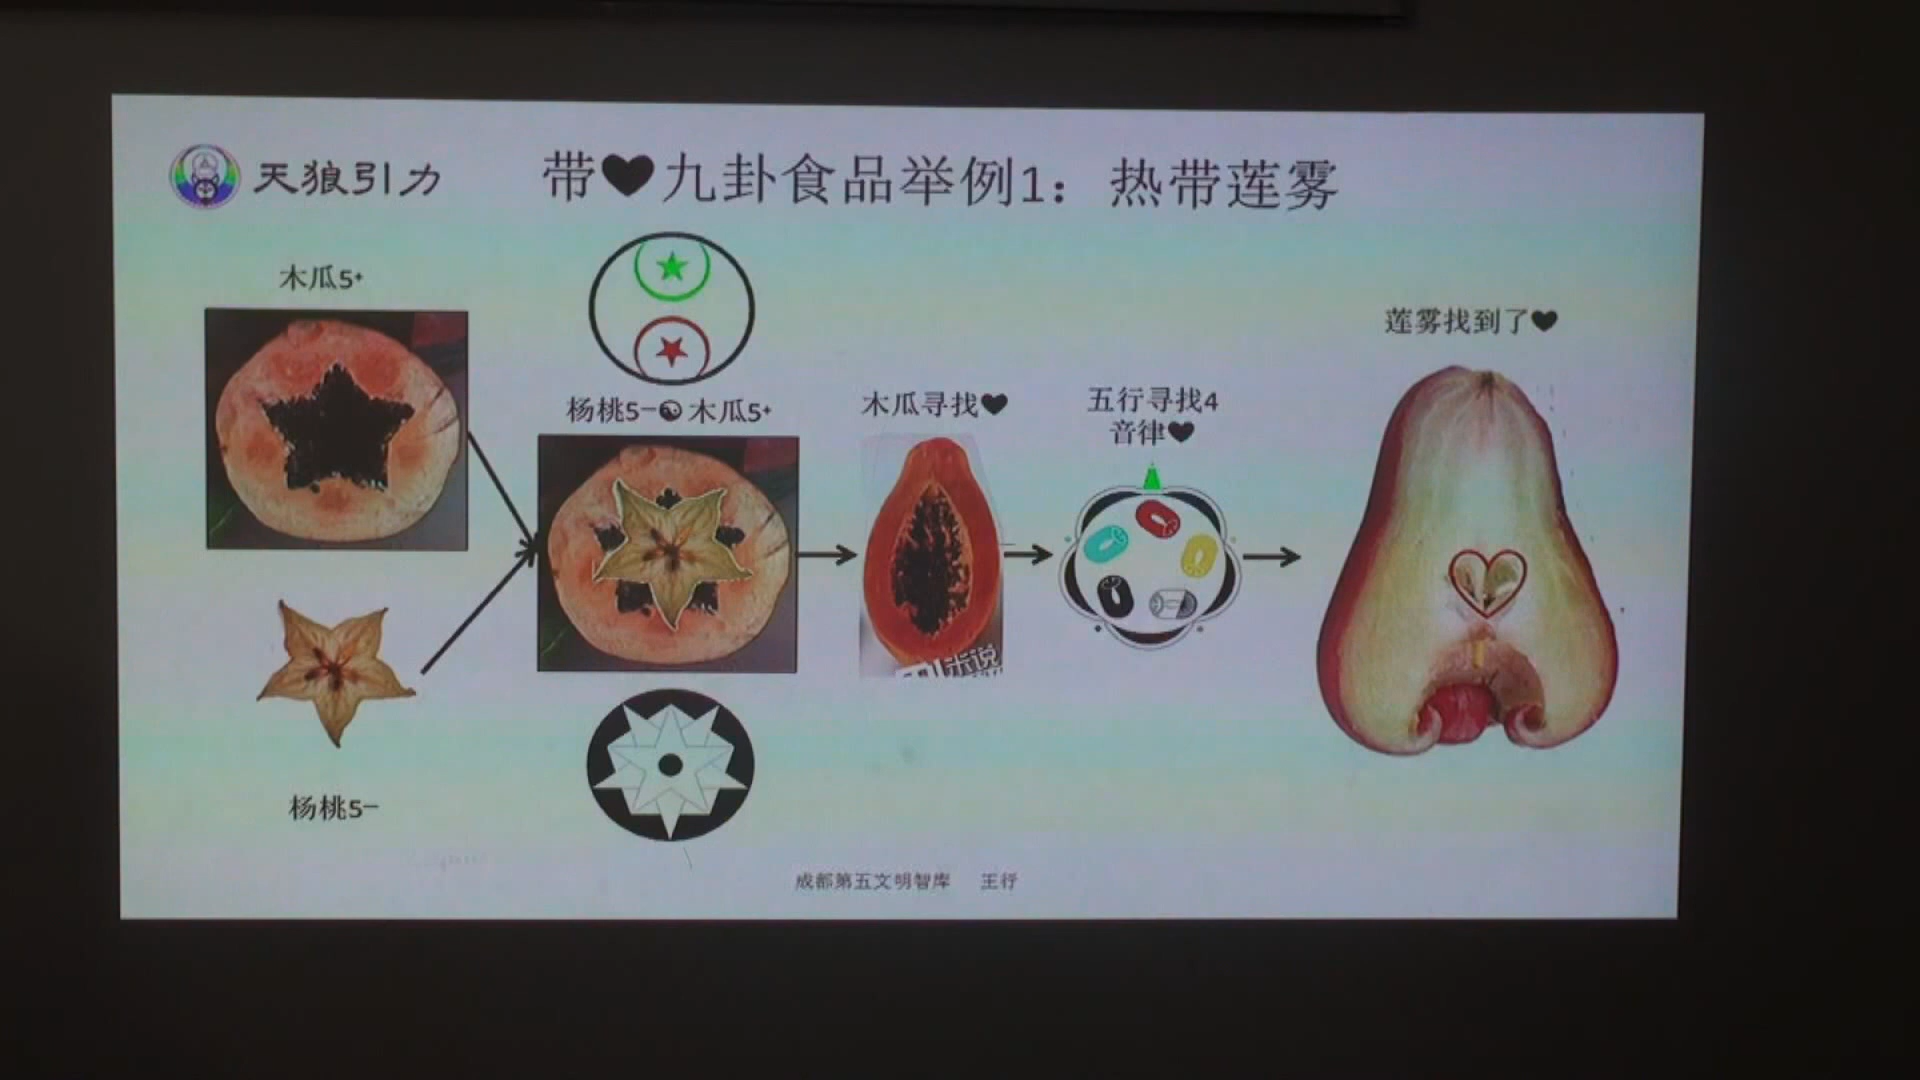 天狼引力
带♥九卦食品举例1：热带莲雾
木瓜5+
杨桃5-☯木瓜5+
木瓜寻找♥
五行寻找4
音律♥
莲雾找到了♥
杨桃5-
成都第五文明智库 王行